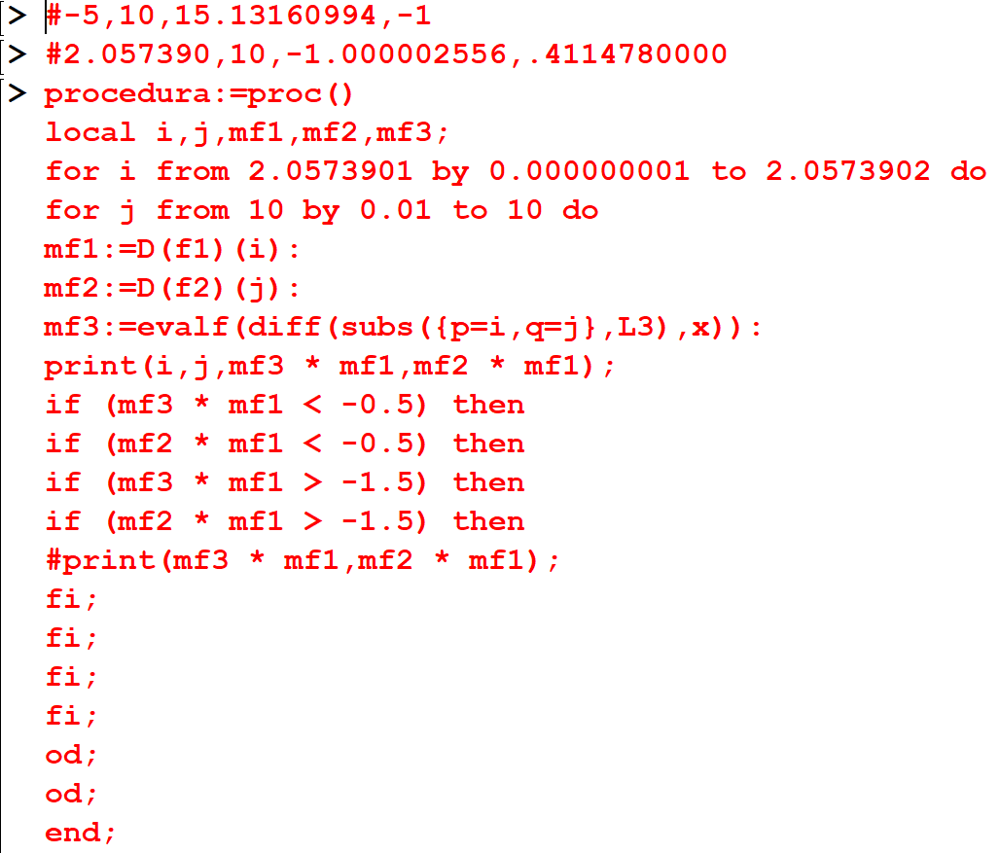 > #-5,10,15.13160994,-1
> #2.057390,10,-1.000002556,.4114780000
> procedura:=proc()
local i,j,mf1,mf2,mf3;
for i from 2.0573901 by 0.000000001 to 2.0573902 do
for j from 10 by 0.01 to 10 do
mf1:=D(f1)(i):
mf2:=D(f2)(j):
mf3:=evalf(diff(subs({p=i,q=j},L3),x)):
print(i,j,mf3 * mf1,mf2 * mf1);
if (mf3 * mf1 < -0.5) then
if (mf2 * mf1 < -0.5) then
if (mf3 * mf1 > -1.5) then
if (mf2 * mf1 > -1.5) then
#print(mf3 * mf1,mf2 * mf1);
fi;
fi;
fi;
fi;
od;
od;
end;